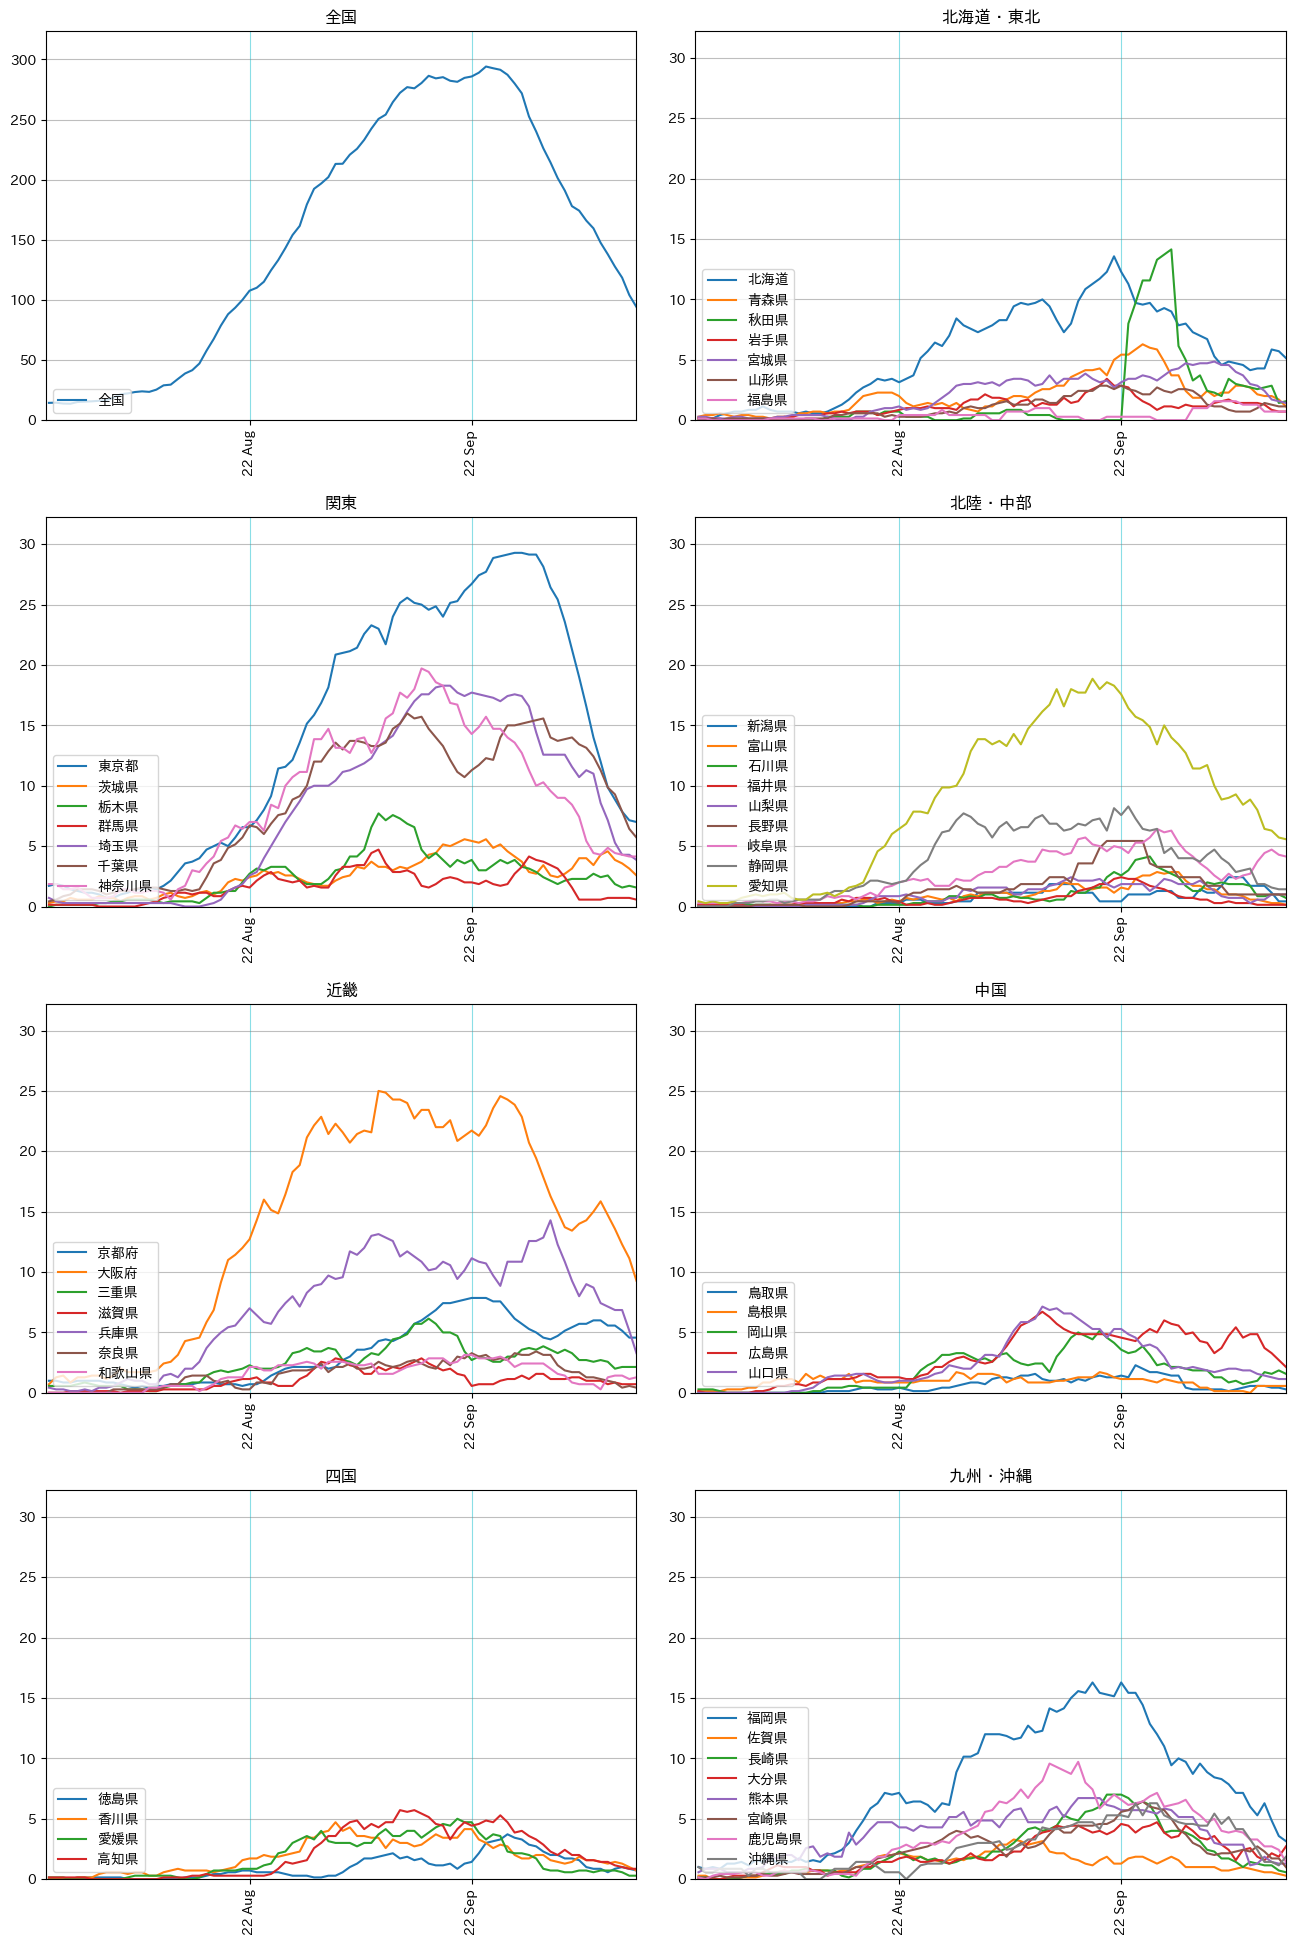 全国
300
250
200
150
100
50
0
全国
22 Aug
22 Sep
北海道・東北
30
25
20
15
10
5
0
北海道
青森県
秋田県
岩手県
宮城県
山形県
福島県
22 Aug
22 Sep
関東
30
25
20
15
10
5
0
東京都
茨城県
栃木県
群馬県
埼玉県
千葉県
神奈川県
22 Aug
22 Sep
北陸・中部
30
25
20
15
10
5
0
新潟県
富山県
石川県
福井県
山梨県
長野県
岐阜県
静岡県
愛知県
22 Aug
22 Sep
近畿
30
25
20
15
10
5
0
京都府
大阪府
三重県
滋賀県
兵庫県
奈良県
和歌山県
22 Aug
22 Sep
中国
30
25
20
15
10
5
0
鳥取県
島根県
岡山県
広島県
山口県
22 Aug
22 Sep
四国
30
25
20
15
10
5
0
徳島県
香川県
愛媛県
高知県
22 Aug
22 Sep
九州・沖縄
30
25
20
15
10
5
0
福岡県
佐賀県
長崎県
大分県
熊本県
宮崎県
鹿児島県
沖縄県
22 Aug
22 Sep